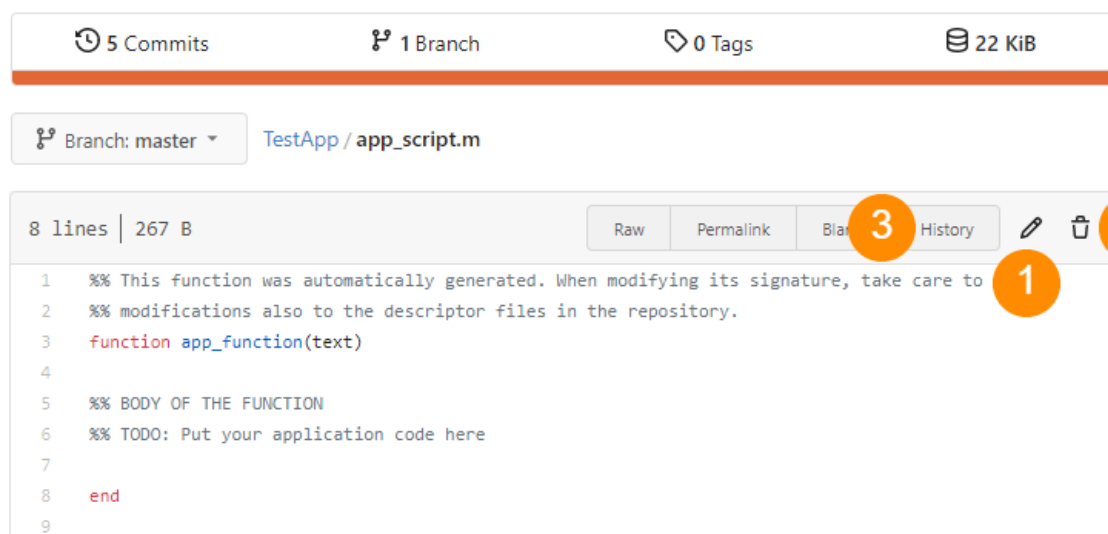 5 Commits 1 Branch 0 Tags 22 KiB
Branch: master TestApp / app_script.m
8 lines | 267 B Raw Permalink 3 History
1 %% This function was automatically generated. When modifying its signature, take care to 1
2 %% modifications also to the descriptor files in the repository.
3 function app_function(text)
4
5 %% BODY OF THE FUNCTION
6 %% TODO: Put your application code here
7
8 end
9